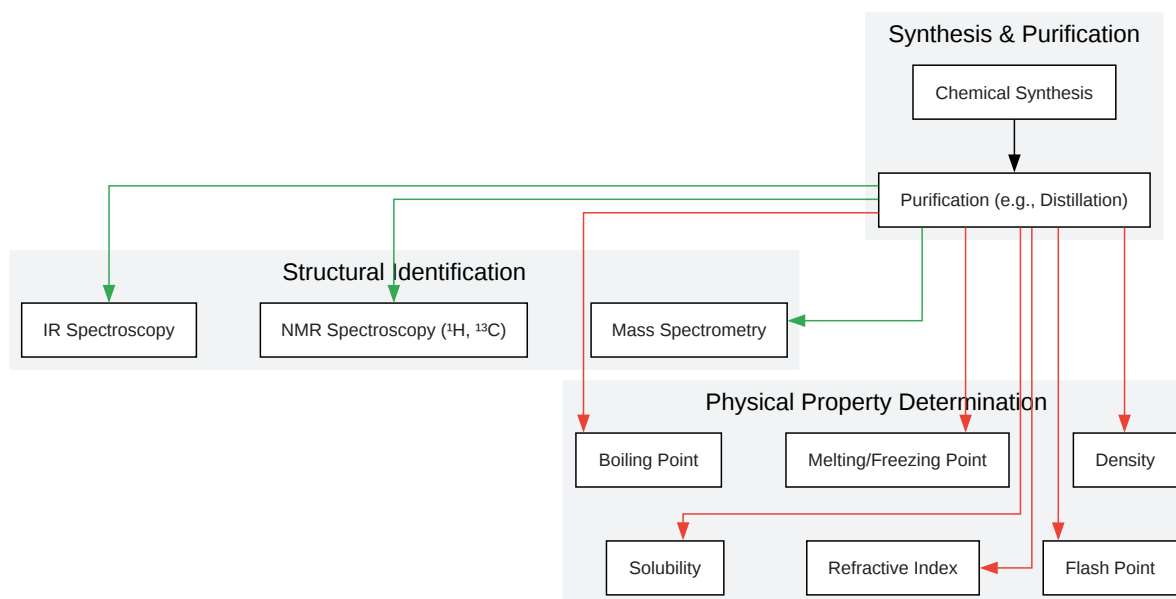 Synthesis & Purification
Chemical Synthesis
Purification (e.g., Distillation)
Structural Identification
IR Spectroscopy
NMR Spectroscopy (¹H, ¹³C)
Mass Spectrometry
Physical Property Determination
Boiling Point
Melting/Freezing Point
Density
Solubility
Refractive Index
Flash Point